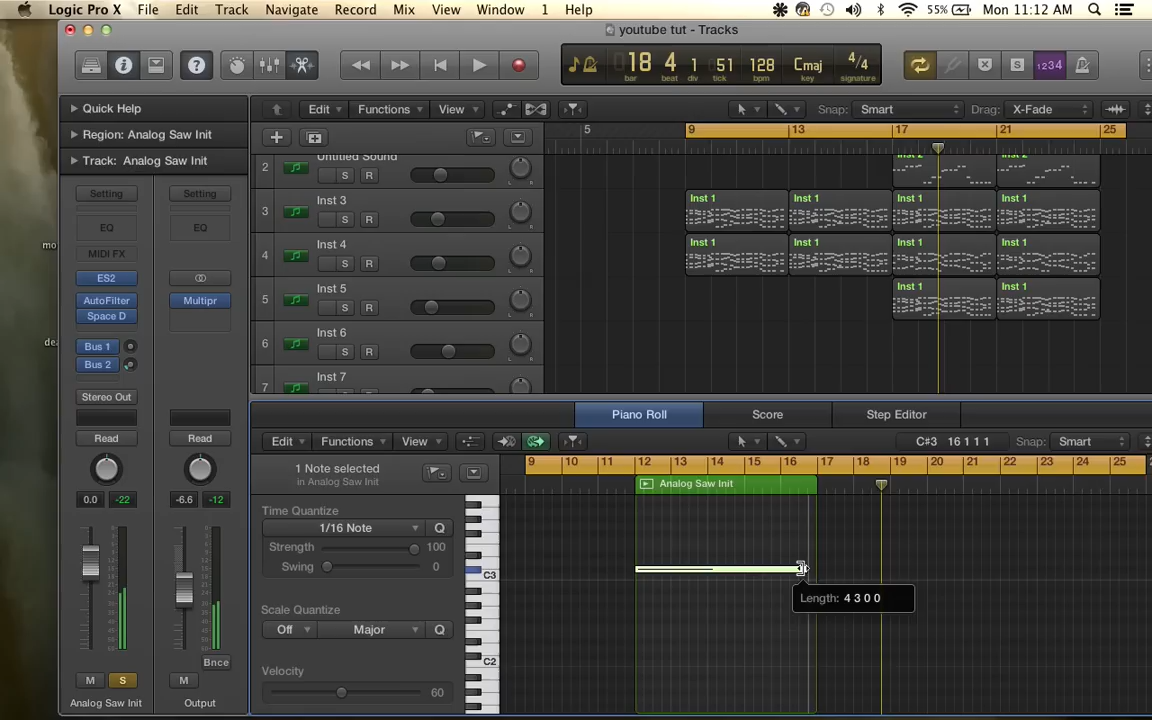 Logic Pro X File Edit Track Navigate Record Mix View Window 1 Help 55% Mon 11:12 AM
youtube tut - Tracks
18 4 1 51 128 Cmaj 4/4
bar beat div tick bpm key signature
1234
Quick Help
Region: Analog Saw Init
Track: Analog Saw Init
Edit Functions View Snap: Smart Drag: X-Fade
5 9 13 17 21 25
Setting Setting
EQ EQ
MIDI FX
ES2
AutoFilter Multipr
Space D
Bus 1
Bus 2
Stereo Out
Read Read
0.0 -22 -6.6 -12
Bnce
M S M
Analog Saw Init Output
2 Untitled Sound S R
3 Inst 3 S R Inst 1 Inst 1 Inst 1 Inst 1
4 Inst 4 S R Inst 1 Inst 1 Inst 1 Inst 1
5 Inst 5 S R Inst 1 Inst 1
6 Inst 6 S R
7 Inst 7
Piano Roll Score Step Editor
Edit Functions View C#3 16 1 1 1 Snap: Smart
9 10 11 12 13 14 15 16 17 18 19 20 21 22 23 24 25
1 Note selected
in Analog Saw Init
Analog Saw Init
Time Quantize
1/16 Note Q
Strength 100
Swing 0
Scale Quantize
Off Major Q
Velocity
60
C3
C2
Length: 4 3 0 0